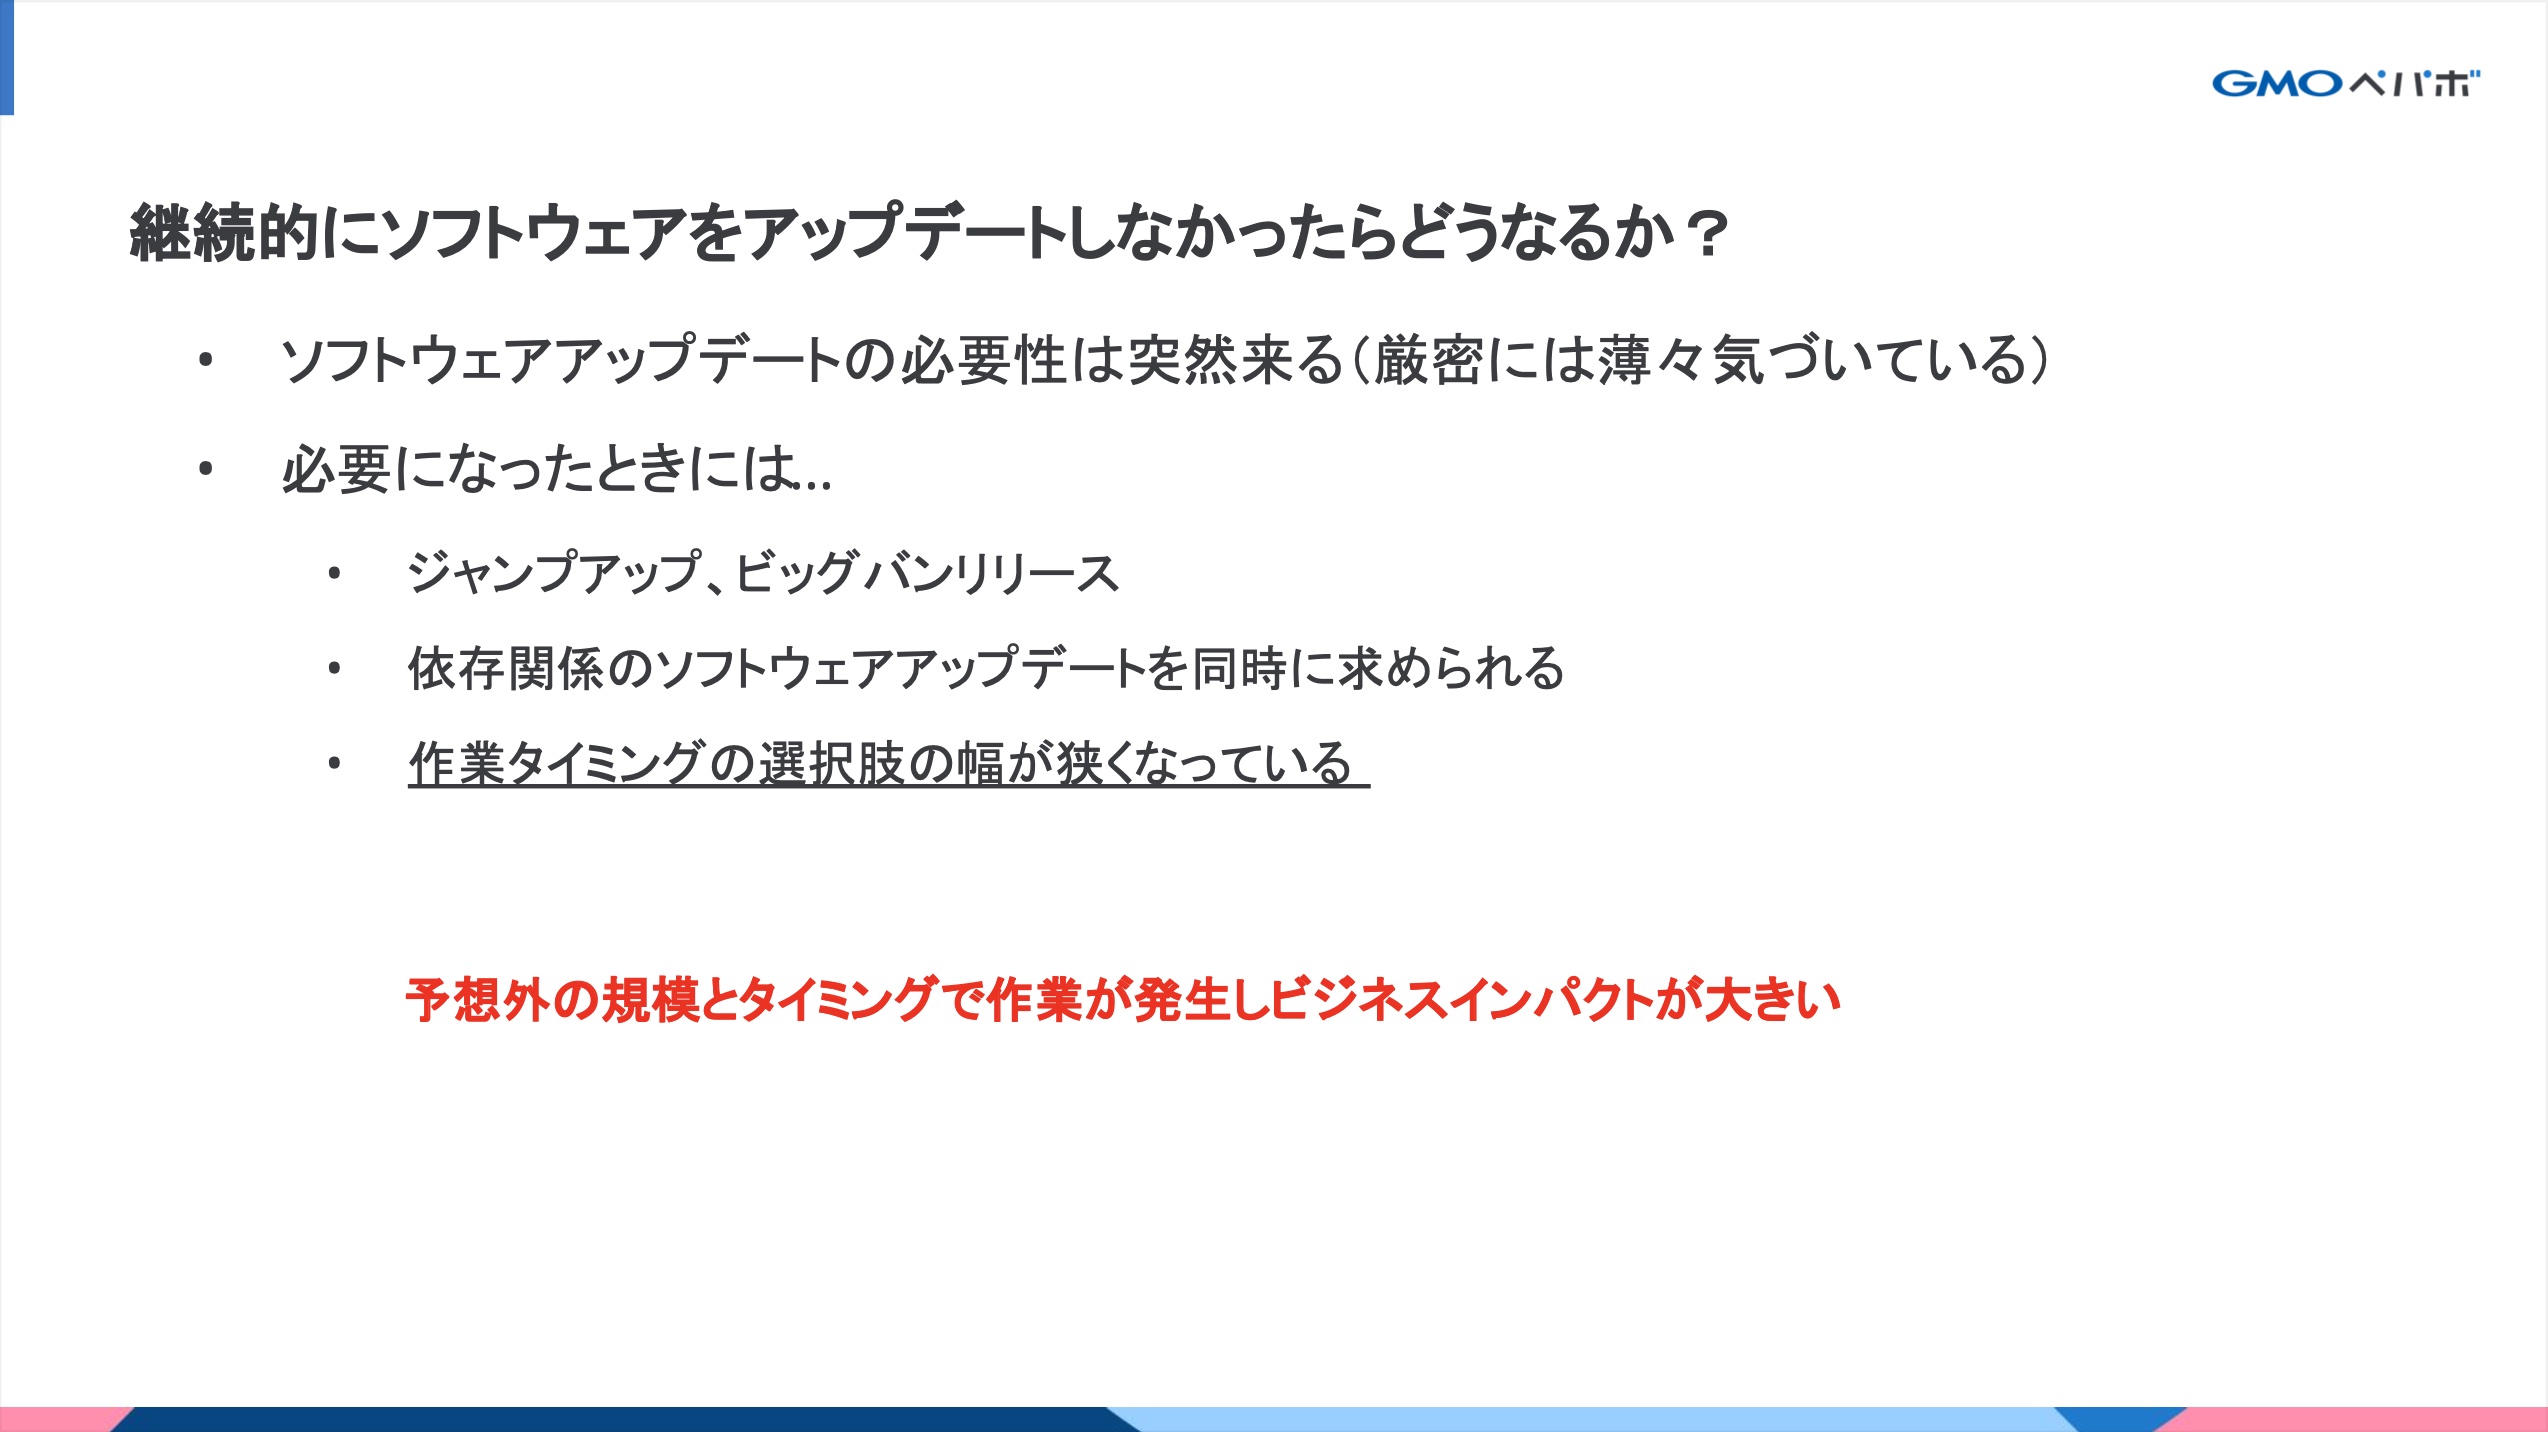 GMOペパボ
継続的にソフトウェアをアップデートしなかったらどうなるか？
• ソフトウェアアップデートの必要性は突然来る（厳密には薄々気づいている）
• 必要になったときには...
• ジャンプアップ、ビッグバンリリース
• 依存関係のソフトウェアアップデートを同時に求められる
• 作業タイミングの選択肢の幅が狭くなっている
予想外の規模とタイミングで作業が発生しビジネスインパクトが大きい